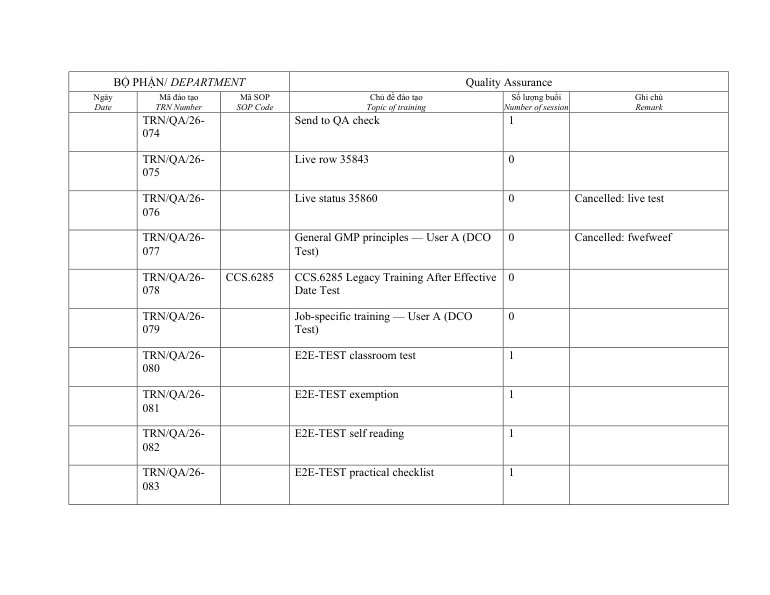 BỘ PHẬN/ DEPARTMENT Quality Assurance
Ngày Mã đào tạo Mã SOP Chủ đề đào tạo Số lượng buổi Ghi chú
Date TRN Number SOP Code Topic of training Number of session Remark
TRN/QA/26- Send to QA check 1
074
TRN/QA/26- Live row 35843 0
075
TRN/QA/26- Live status 35860 0 Cancelled: live test
076
TRN/QA/26- General GMP principles — User A (DCO 0 Cancelled: fwefweef
077 Test)
TRN/QA/26- CCS.6285 CCS.6285 Legacy Training After Effective 0
078 Date Test
TRN/QA/26- Job-specific training — User A (DCO 0
079 Test)
TRN/QA/26- E2E-TEST classroom test 1
080
TRN/QA/26- E2E-TEST exemption 1
081
TRN/QA/26- E2E-TEST self reading 1
082
TRN/QA/26- E2E-TEST practical checklist 1
083